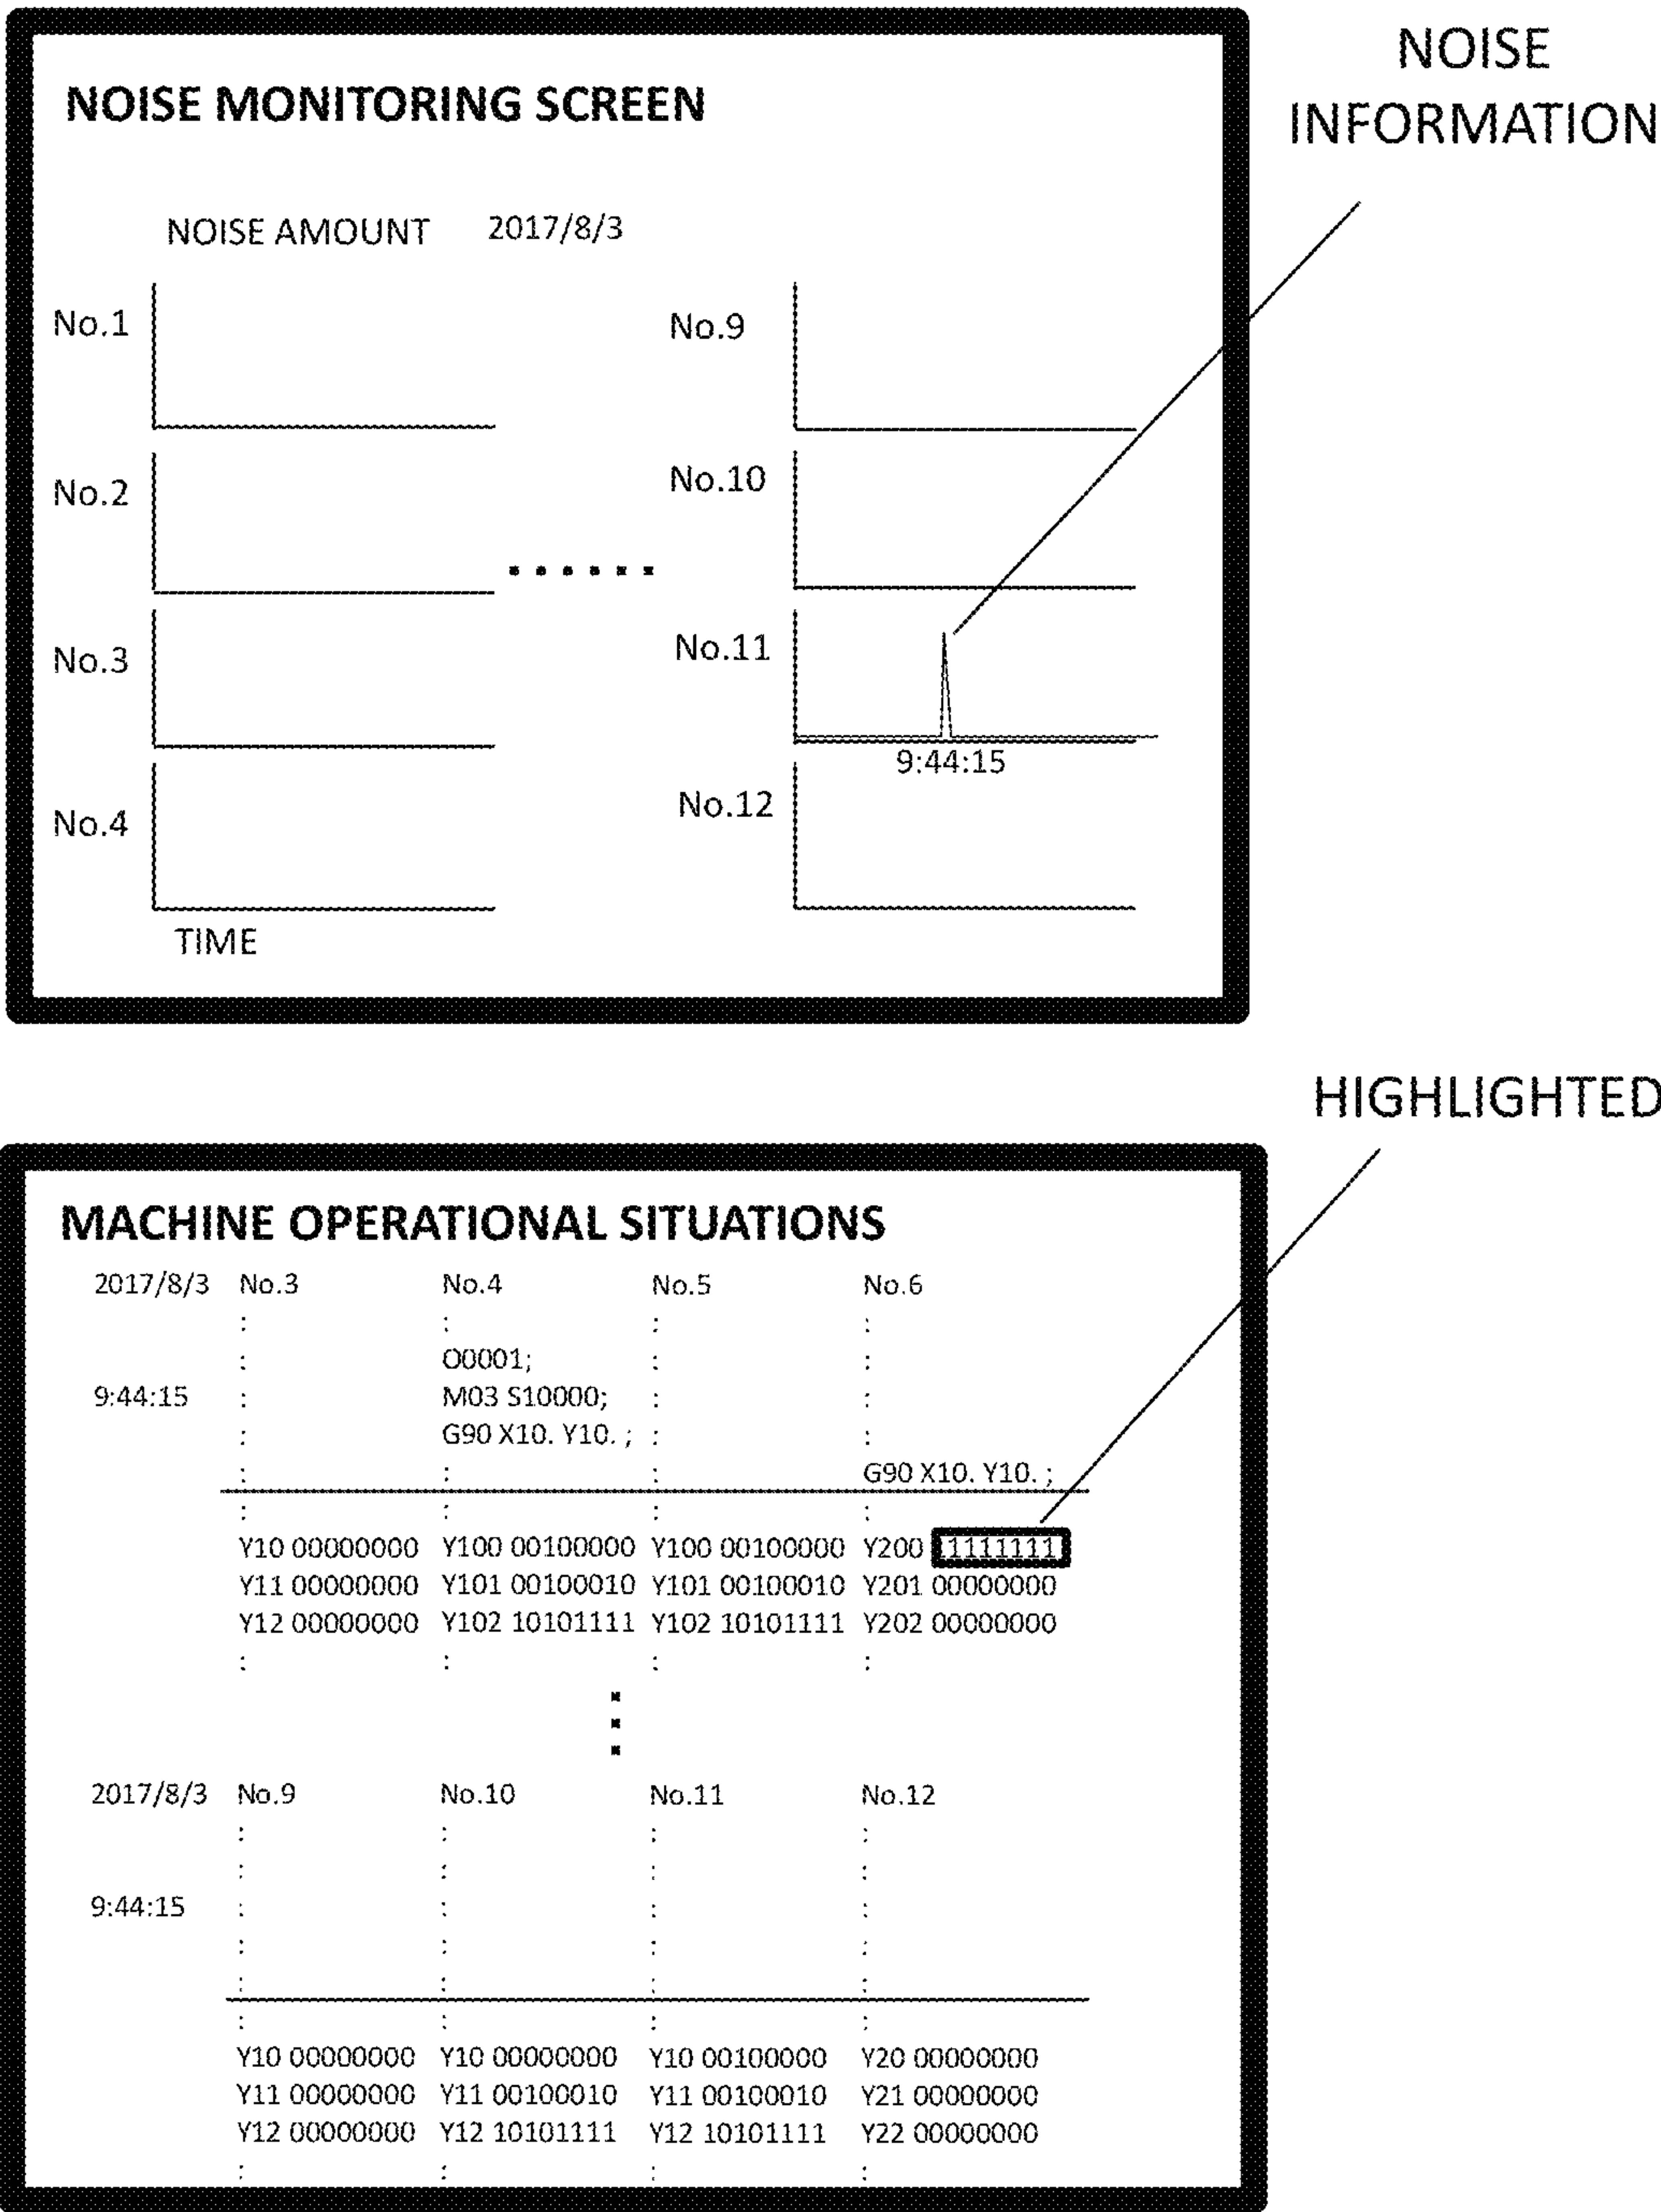 NOISE
INFORMATION
NOISE MONITORING SCREEN
NOISE AMOUNT 2017/8/3
No.1 No.9
No.2 No.10
......
No.3 No.11
9:44:15
No.4 No.12
TIME
HIGHLIGHTED
MACHINE OPERATIONAL SITUATIONS
2017/8/3 No.3 No.4 No.5 No.6
: : : :
: O0001; : :
9:44:15 : M03 S10000; : :
: G90 X10. Y10. ; : :
: : : G90 X10. Y10. ;
: : : :
Y10 00000000 Y100 00100000 Y100 00100000 Y200 11111111
Y11 00000000 Y101 00100010 Y101 00100010 Y201 00000000
Y12 00000000 Y102 10101111 Y102 10101111 Y202 00000000
: : : :
⋮
2017/8/3 No.9 No.10 No.11 No.12
: : : :
: : : :
9:44:15 : : : :
: : : :
: : : :
: : : :
Y10 00000000 Y10 00000000 Y10 00100000 Y20 00000000
Y11 00000000 Y11 00100010 Y11 00100010 Y21 00000000
Y12 00000000 Y12 10101111 Y12 10101111 Y22 00000000
: : : :